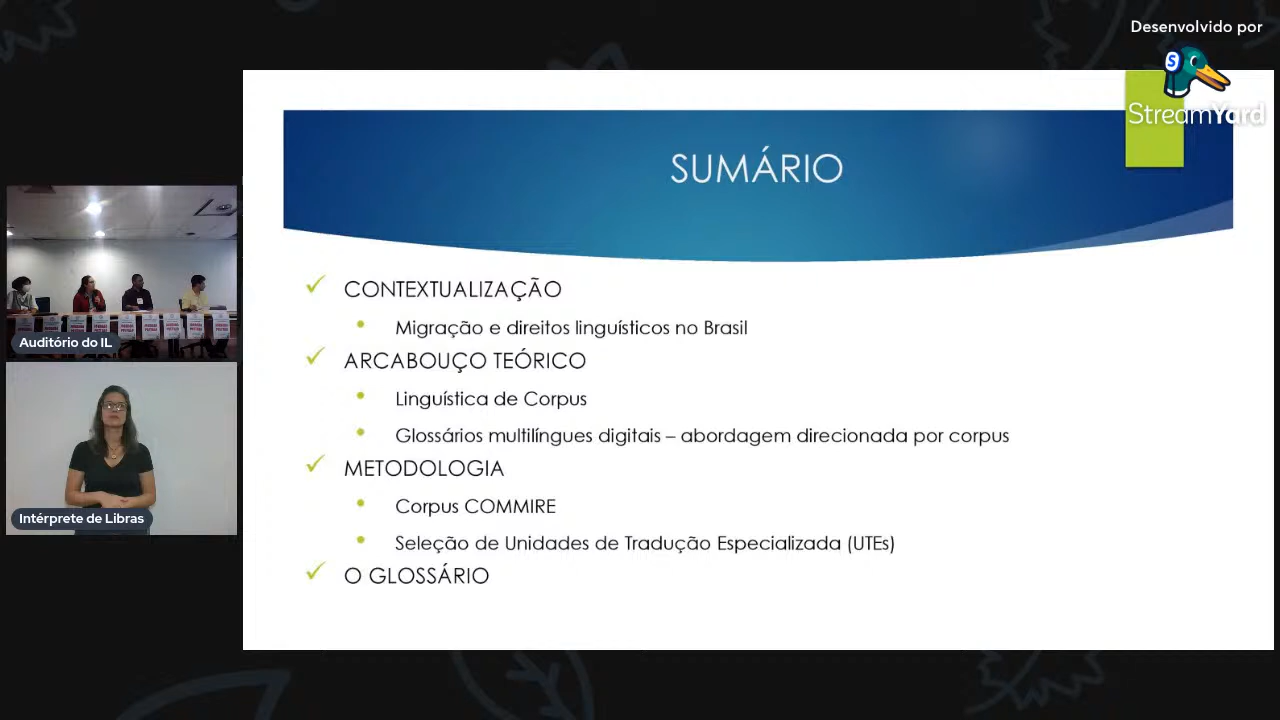 Desenvolvido por
StreamYard
SUMÁRIO
CONTEXTUALIZAÇÃO
Migração e direitos linguísticos no Brasil
ARCABOUÇO TEÓRICO
Linguística de Corpus
Glossários multilíngues digitais – abordagem direcionada por corpus
METODOLOGIA
Corpus COMMIRE
Seleção de Unidades de Tradução Especializada (UTEs)
O GLOSSÁRIO
Auditório do IL
Intérprete de Libras